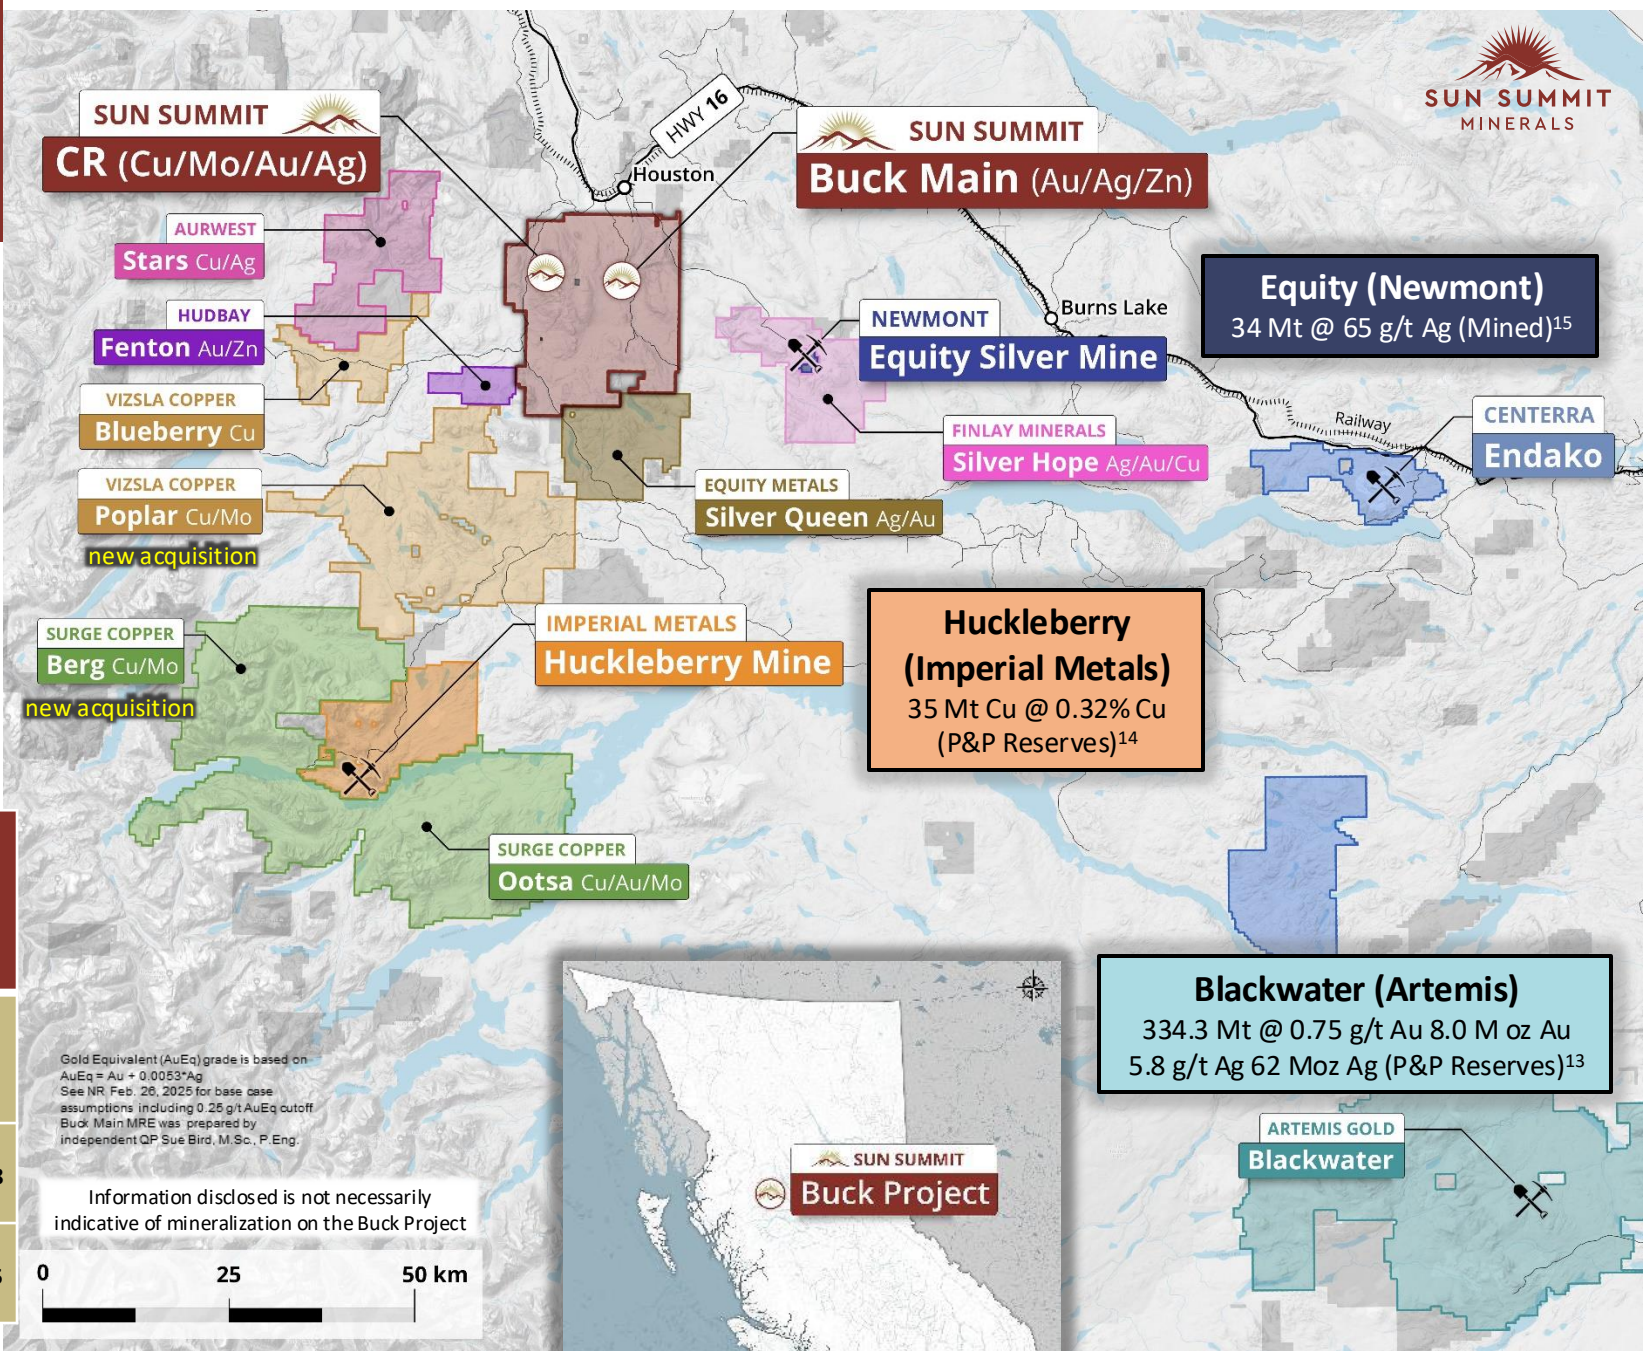 SUN SUMMIT
MINERALS
SUN SUMMIT
CR (Cu/Mo/Au/Ag)
HWY 16
Houston
SUN SUMMIT
Buck Main (Au/Ag/Zn)
AURWEST
Stars Cu/Ag
HUDBAY
Fenton Au/Zn
VIZSLA COPPER
Blueberry Cu
VIZSLA COPPER
Poplar Cu/Mo
new acquisition
Burns Lake
NEWMONT
Equity Silver Mine
Equity (Newmont)
34 Mt @ 65 g/t Ag (Mined)15
Railway
CENTERRA
Endako
FINLAY MINERALS
Silver Hope Ag/Au/Cu
EQUITY METALS
Silver Queen Ag/Au
SURGE COPPER
Berg Cu/Mo
new acquisition
IMPERIAL METALS
Huckleberry Mine
Huckleberry
(Imperial Metals)
35 Mt Cu @ 0.32% Cu
(P&P Reserves)14
SURGE COPPER
Ootsa Cu/Au/Mo
Blackwater (Artemis)
334.3 Mt @ 0.75 g/t Au 8.0 M oz Au
5.8 g/t Ag 62 Moz Ag (P&P Reserves)13
ARTEMIS GOLD
Blackwater
SUN SUMMIT
Buck Project
Gold Equivalent (AuEq) grade is based on
AuEq = Au + 0.0053*Ag
See NR Feb. 26, 2025 for base case
assumptions including 0.25 g/t AuEq cutoff
Buck Main MRE was prepared by
independent QP Sue Bird, M.Sc., P.Eng.
Information disclosed is not necessarily
indicative of mineralization on the Buck Project
0 25 50 km